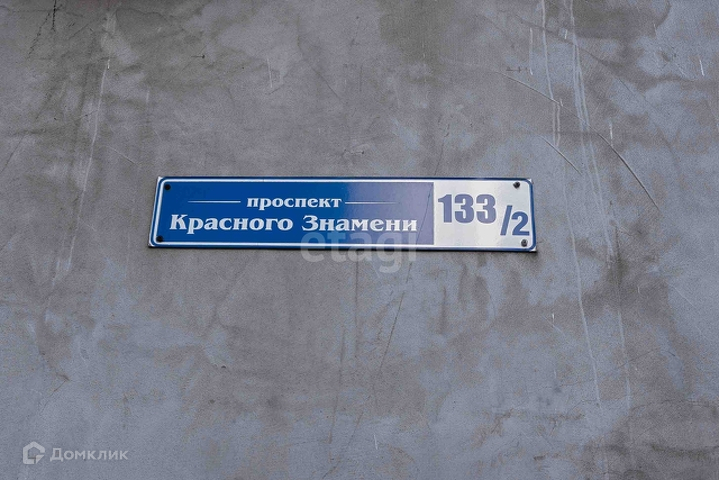 проспект
Красного Знамени
133/2
etagi
Домклик